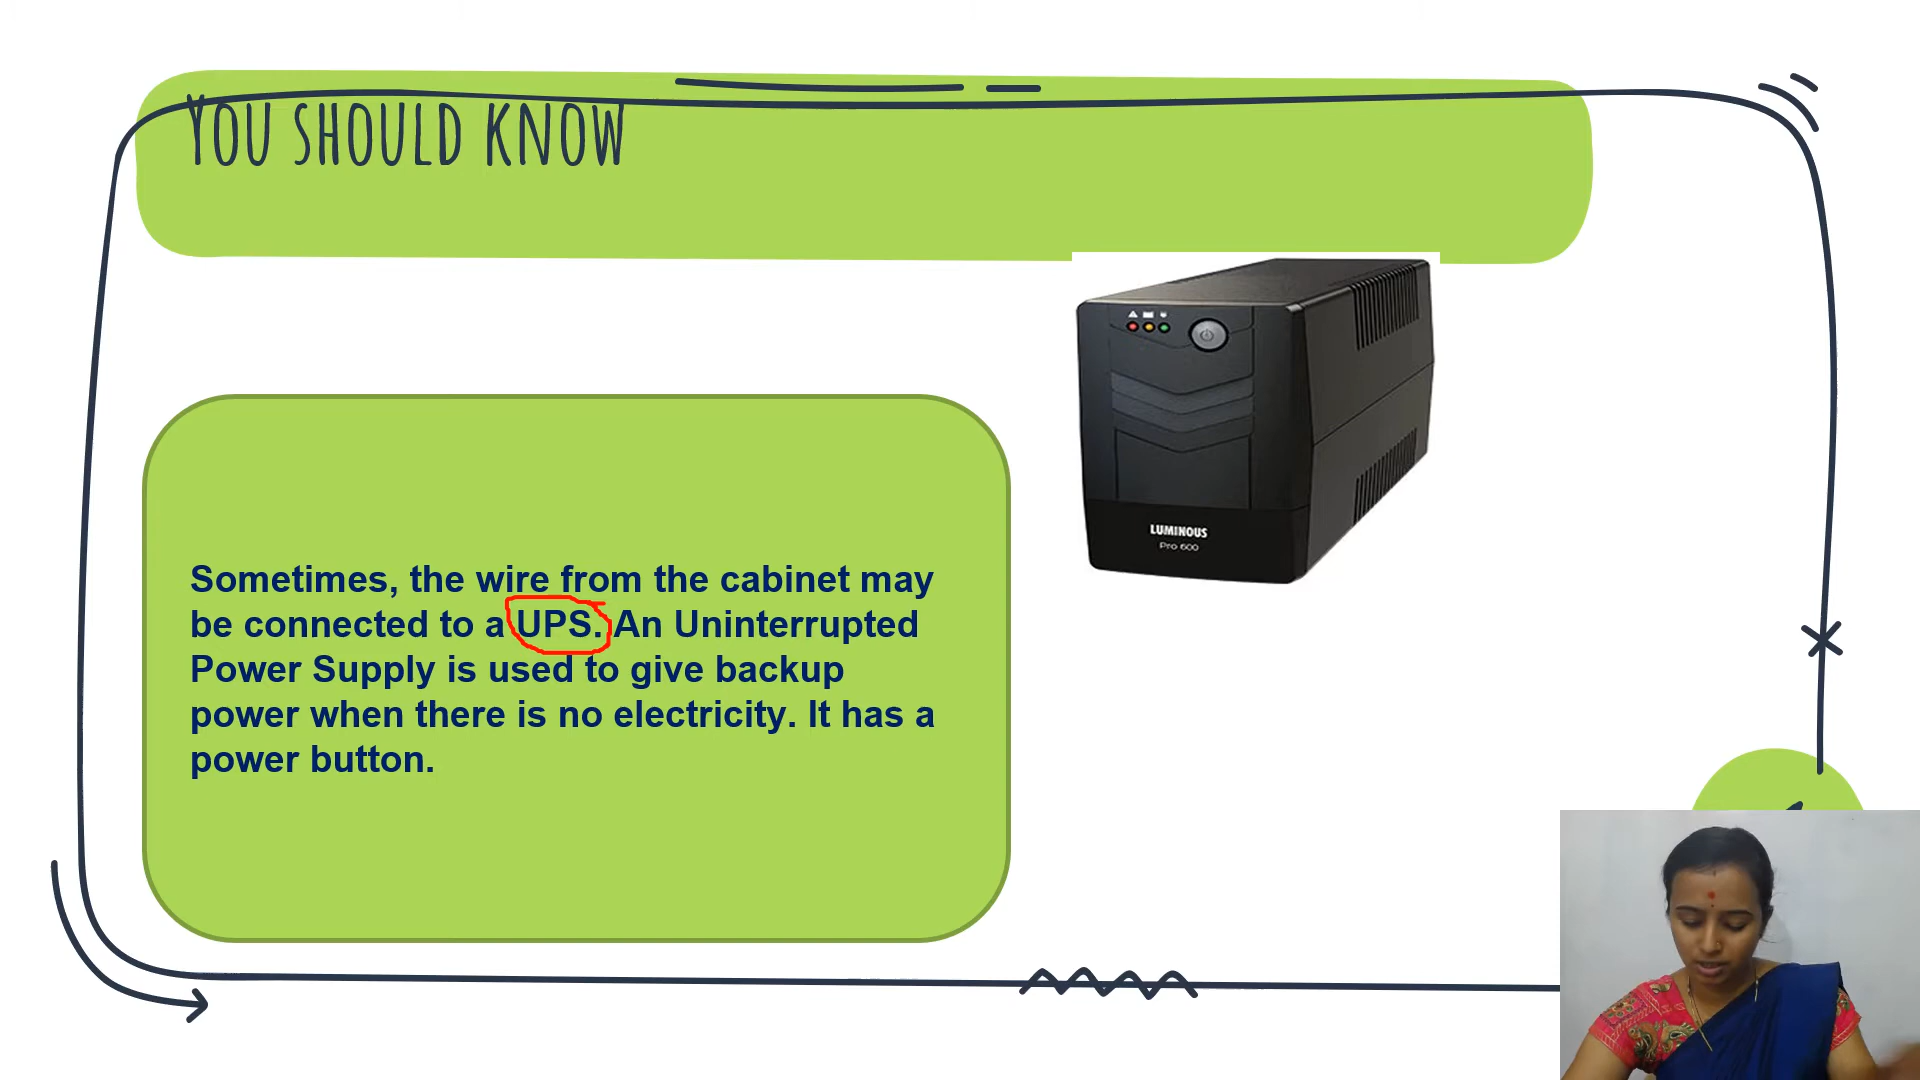 YOU SHOULD KNOW
LUMINOUS
Pro 600
Sometimes, the wire from the cabinet may
be connected to a UPS. An Uninterrupted
Power Supply is used to give backup
power when there is no electricity. It has a
power button.